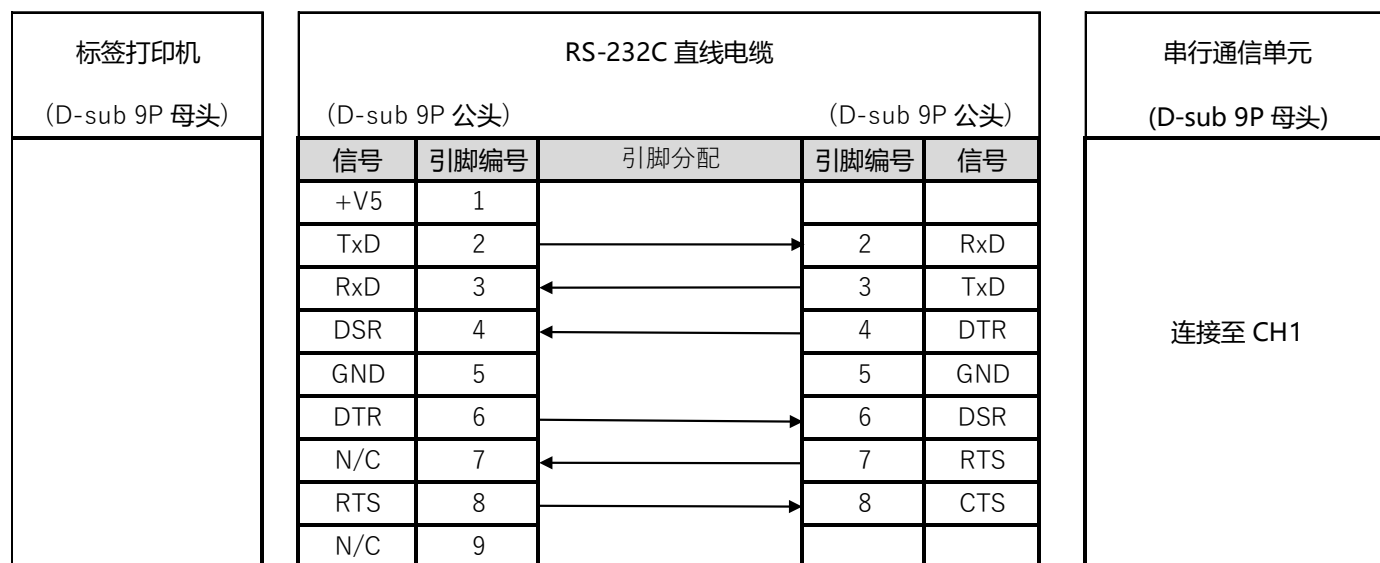 标签打印机 RS-232C 直线电缆 串行通信单元
（D-sub 9P 母头） （D-sub 9P 公头） （D-sub 9P 公头） (D-sub 9P 母头)
信号 引脚编号 引脚分配 引脚编号 信号
+V5 1
TxD 2 2 RxD
RxD 3 3 TxD
DSR 4 4 DTR 连接至 CH1
GND 5 5 GND
DTR 6 6 DSR
N/C 7 7 RTS
RTS 8 8 CTS
N/C 9